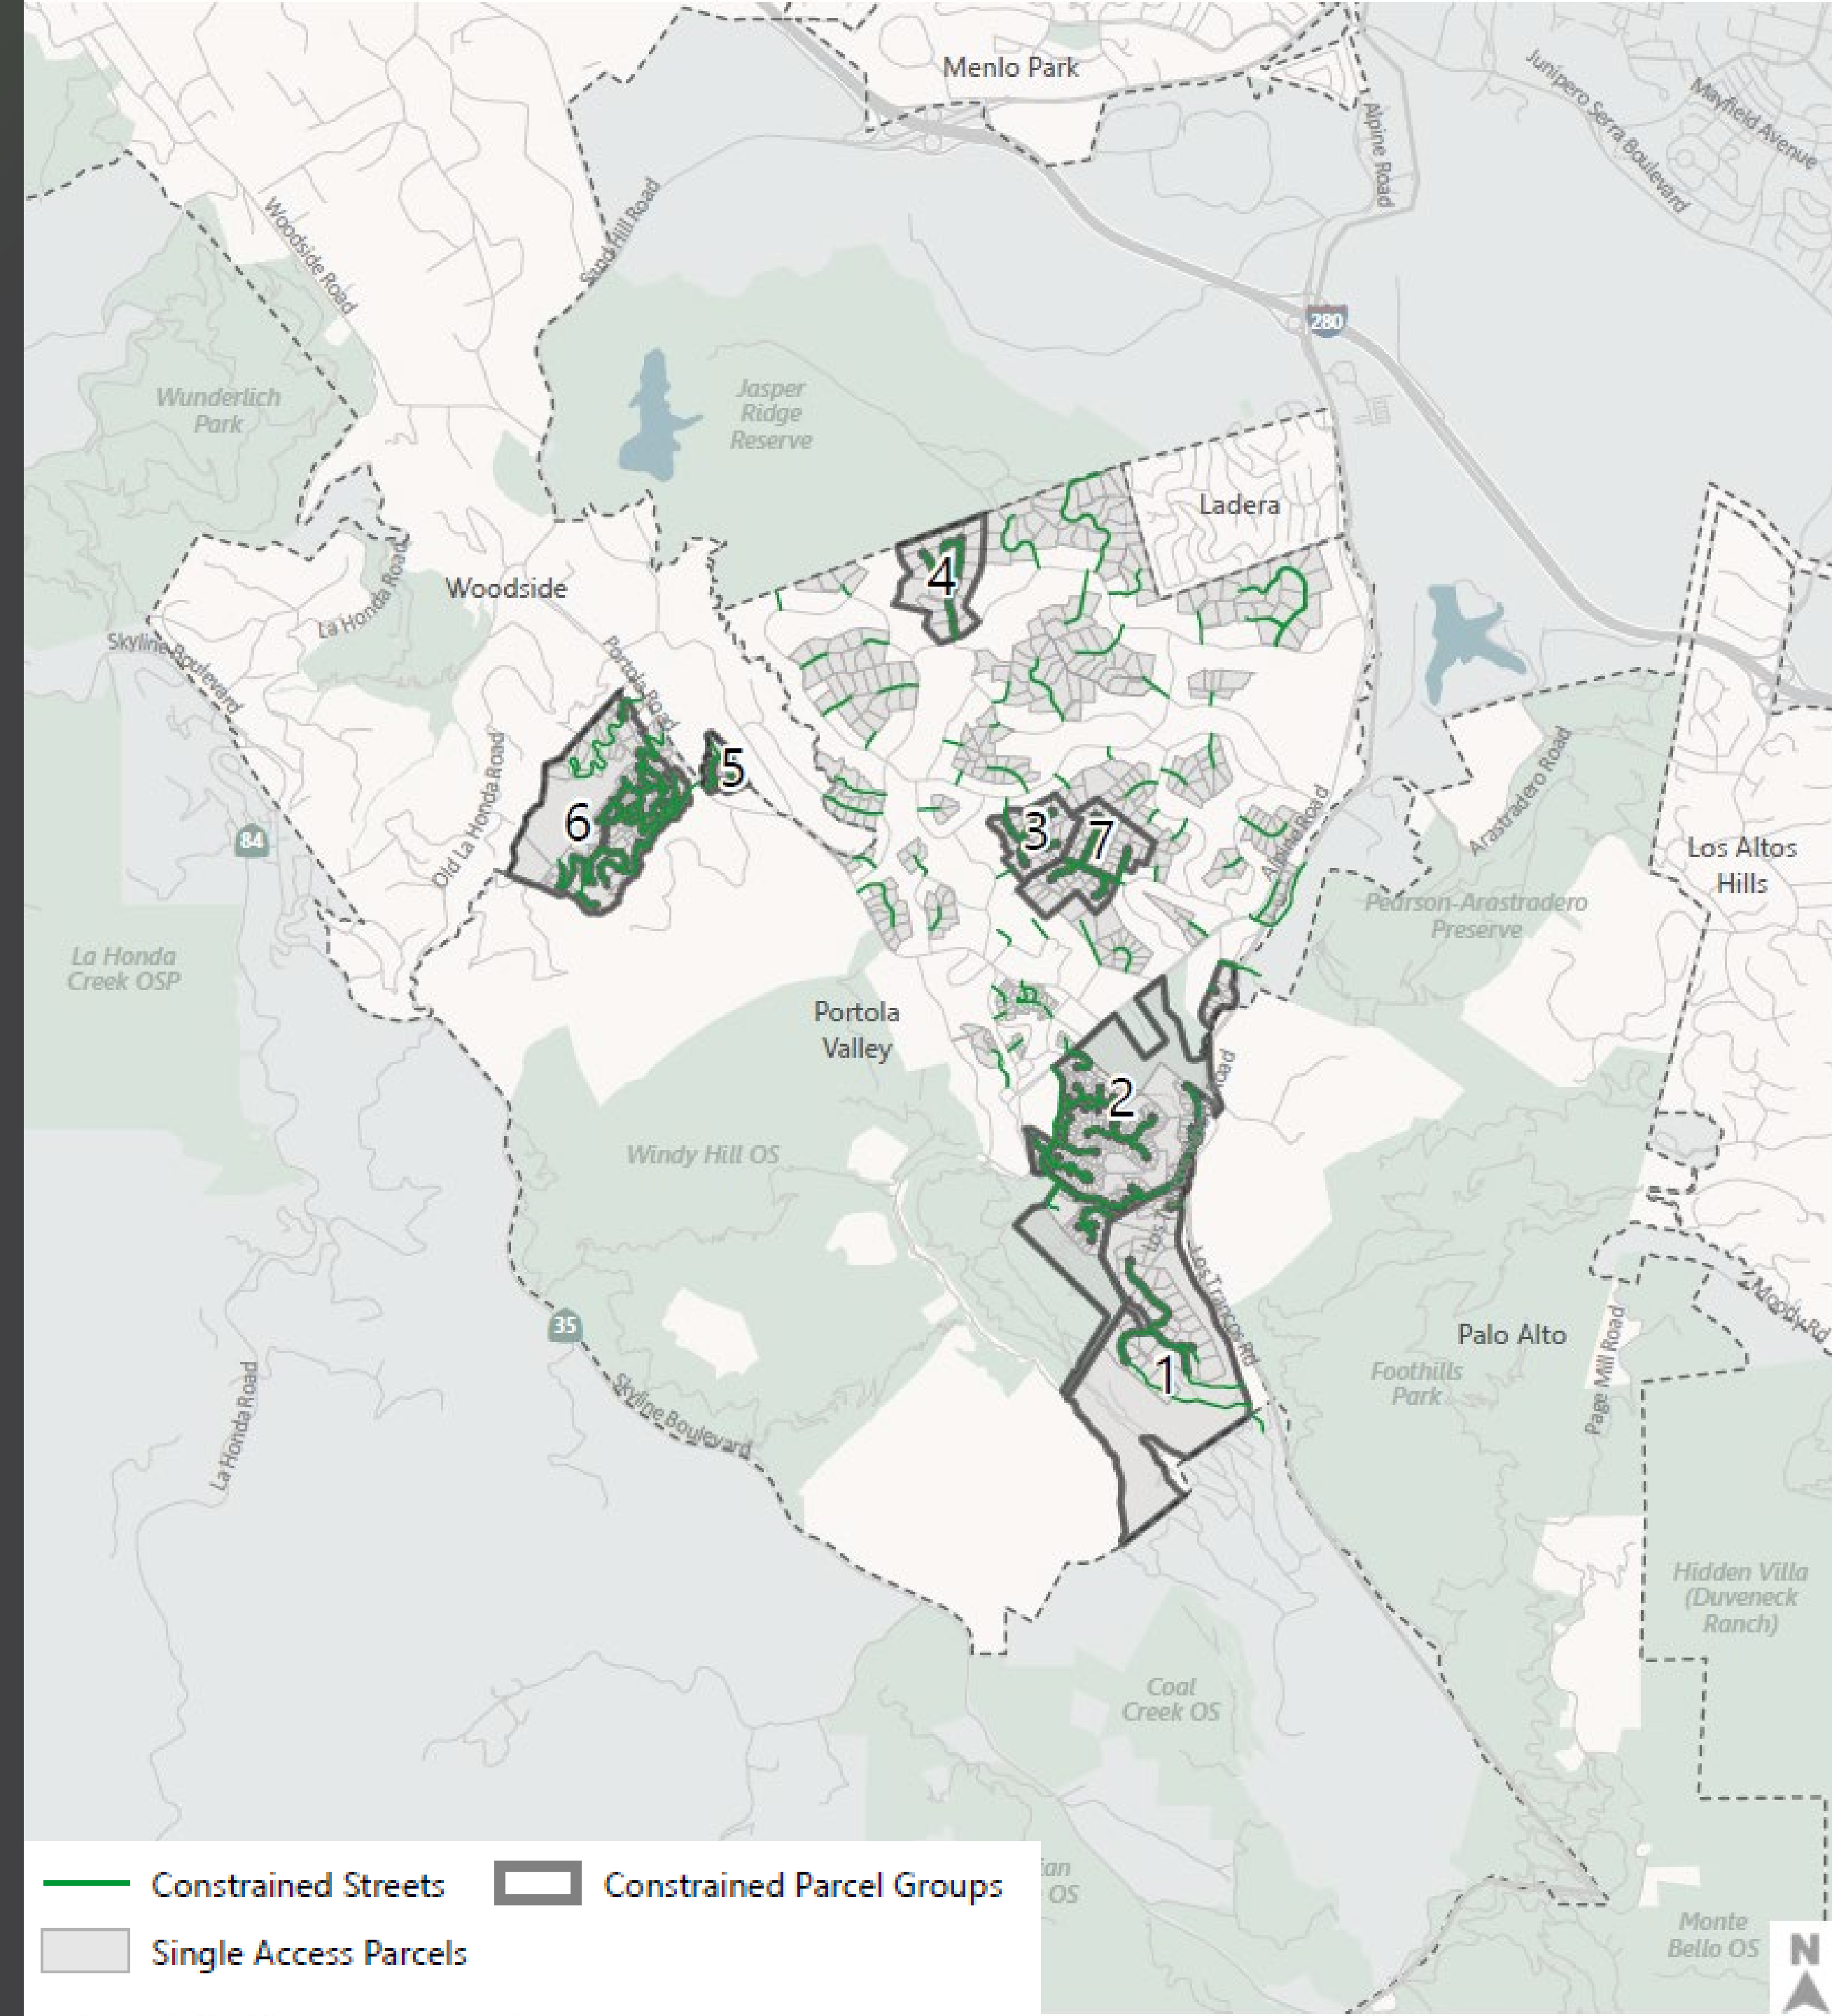 Menlo Park
Junipero Serra Boulevard
Mayfield Avenue
Alpine Road
Woodside Road
Sand Hill Road
280
Wunderlich
Park
Jasper
Ridge
Reserve
Ladera
La Honda Road
Woodside
4
Skyline Boulevard
Portola Road
Old La Honda Road
5
6
84
3
7
Alpine Road
Arastradero Road
Los Altos
Hills
Pearson-Arastradero
Preserve
La Honda
Creek OSP
Portola
Valley
2
Road
Windy Hill OS
Los
Los Trancos Rd
Moody Rd
35
Palo Alto
Page Mill Road
1
Foothills
Park
La Honda Road
Skyline Boulevard
Hidden Villa
(Duveneck
Ranch)
Coal
Creek OS
ian
OS
Monte
Bello OS
N
Constrained Streets
Constrained Parcel Groups
Single Access Parcels